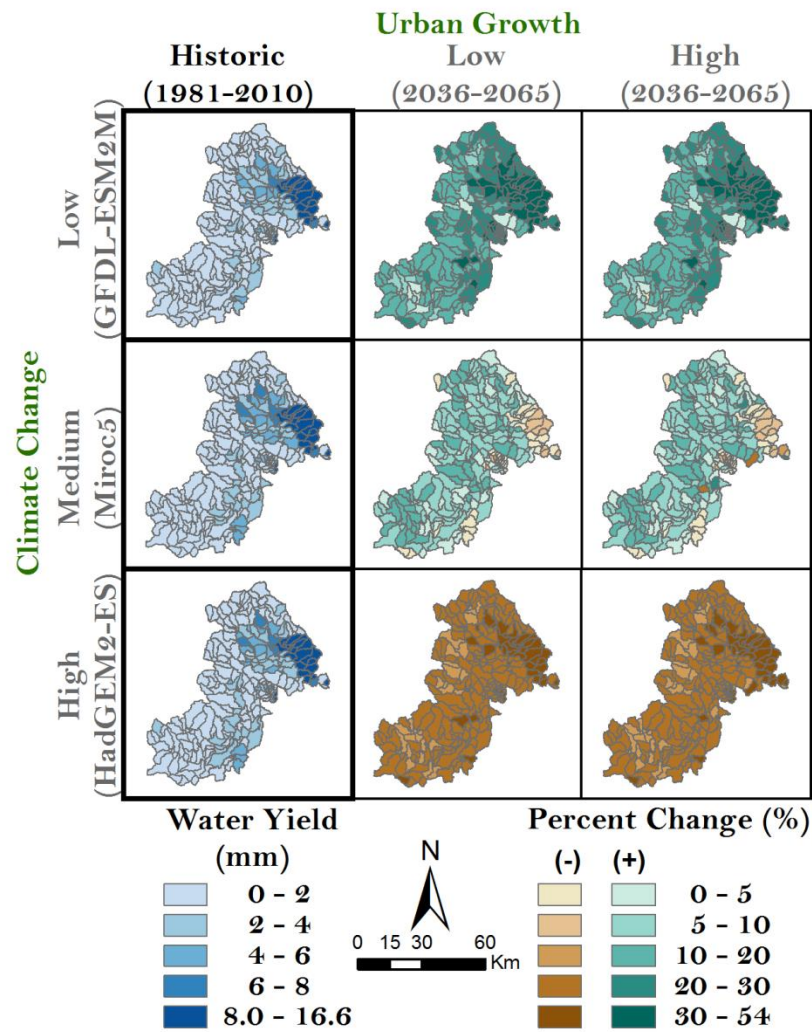 Urban Growth
Historic Low High
(1981-2010) (2036-2065) (2036-2065)
Climate Change
Low
(GFDL-ESM2M)
Medium
(Miroc5)
High
(HadGEM2-ES)
Water Yield
(mm)
0 - 2
2 - 4
4 - 6
6 - 8
8.0 - 16.6
N
0 15 30 60
Km
Percent Change (%)
(-) (+)
0 - 5
5 - 10
10 - 20
20 - 30
30 - 54